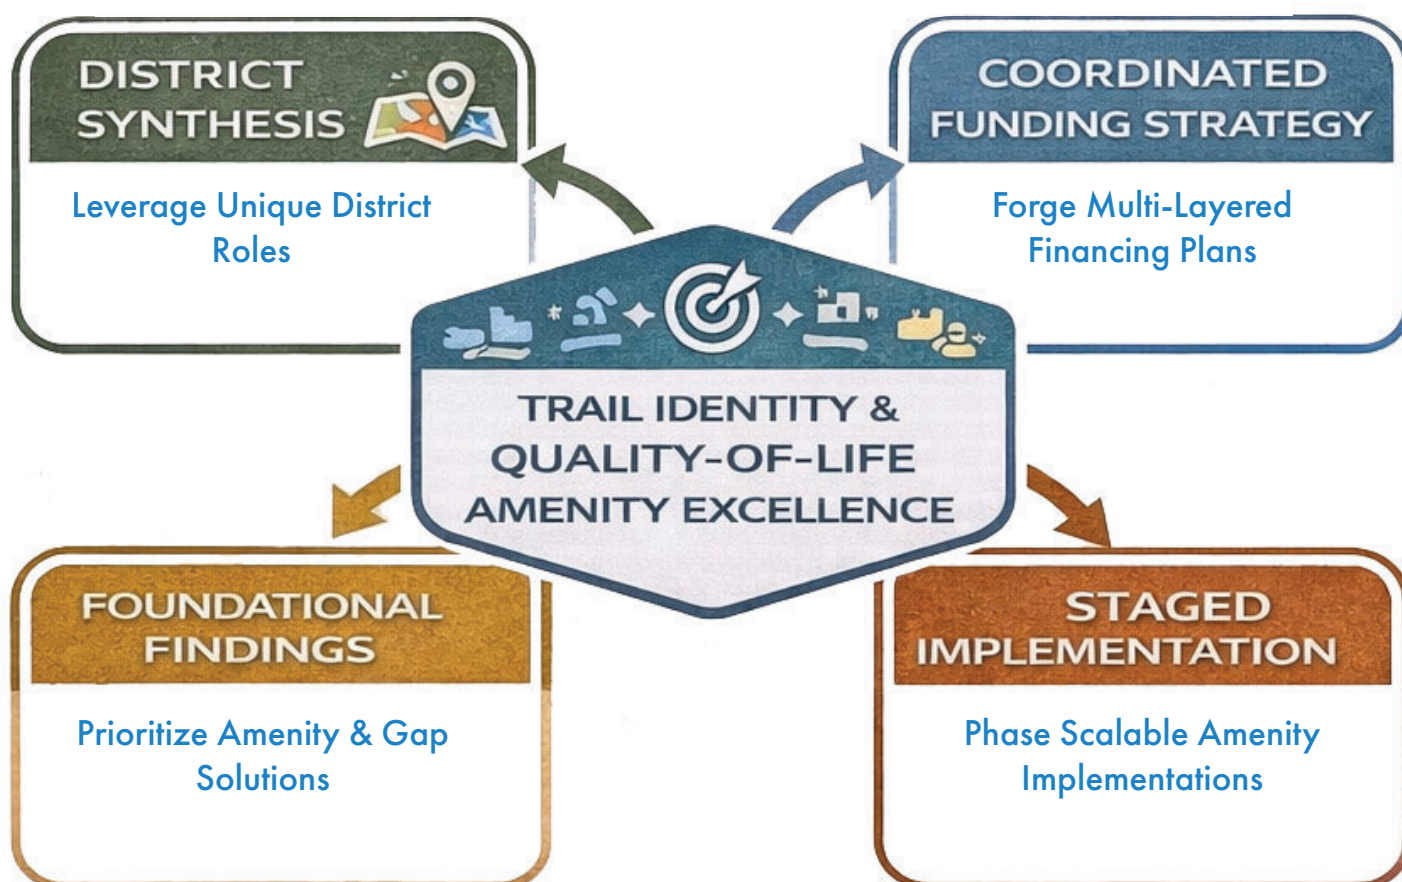 DISTRICT
SYNTHESIS
Leverage Unique District
Roles
COORDINATED
FUNDING STRATEGY
Forge Multi-Layered
Financing Plans
TRAIL IDENTITY &
QUALITY-OF-LIFE
AMENITY EXCELLENCE
FOUNDATIONAL
FINDINGS
Prioritize Amenity & Gap
Solutions
STAGED
IMPLEMENTATION
Phase Scalable Amenity
Implementations